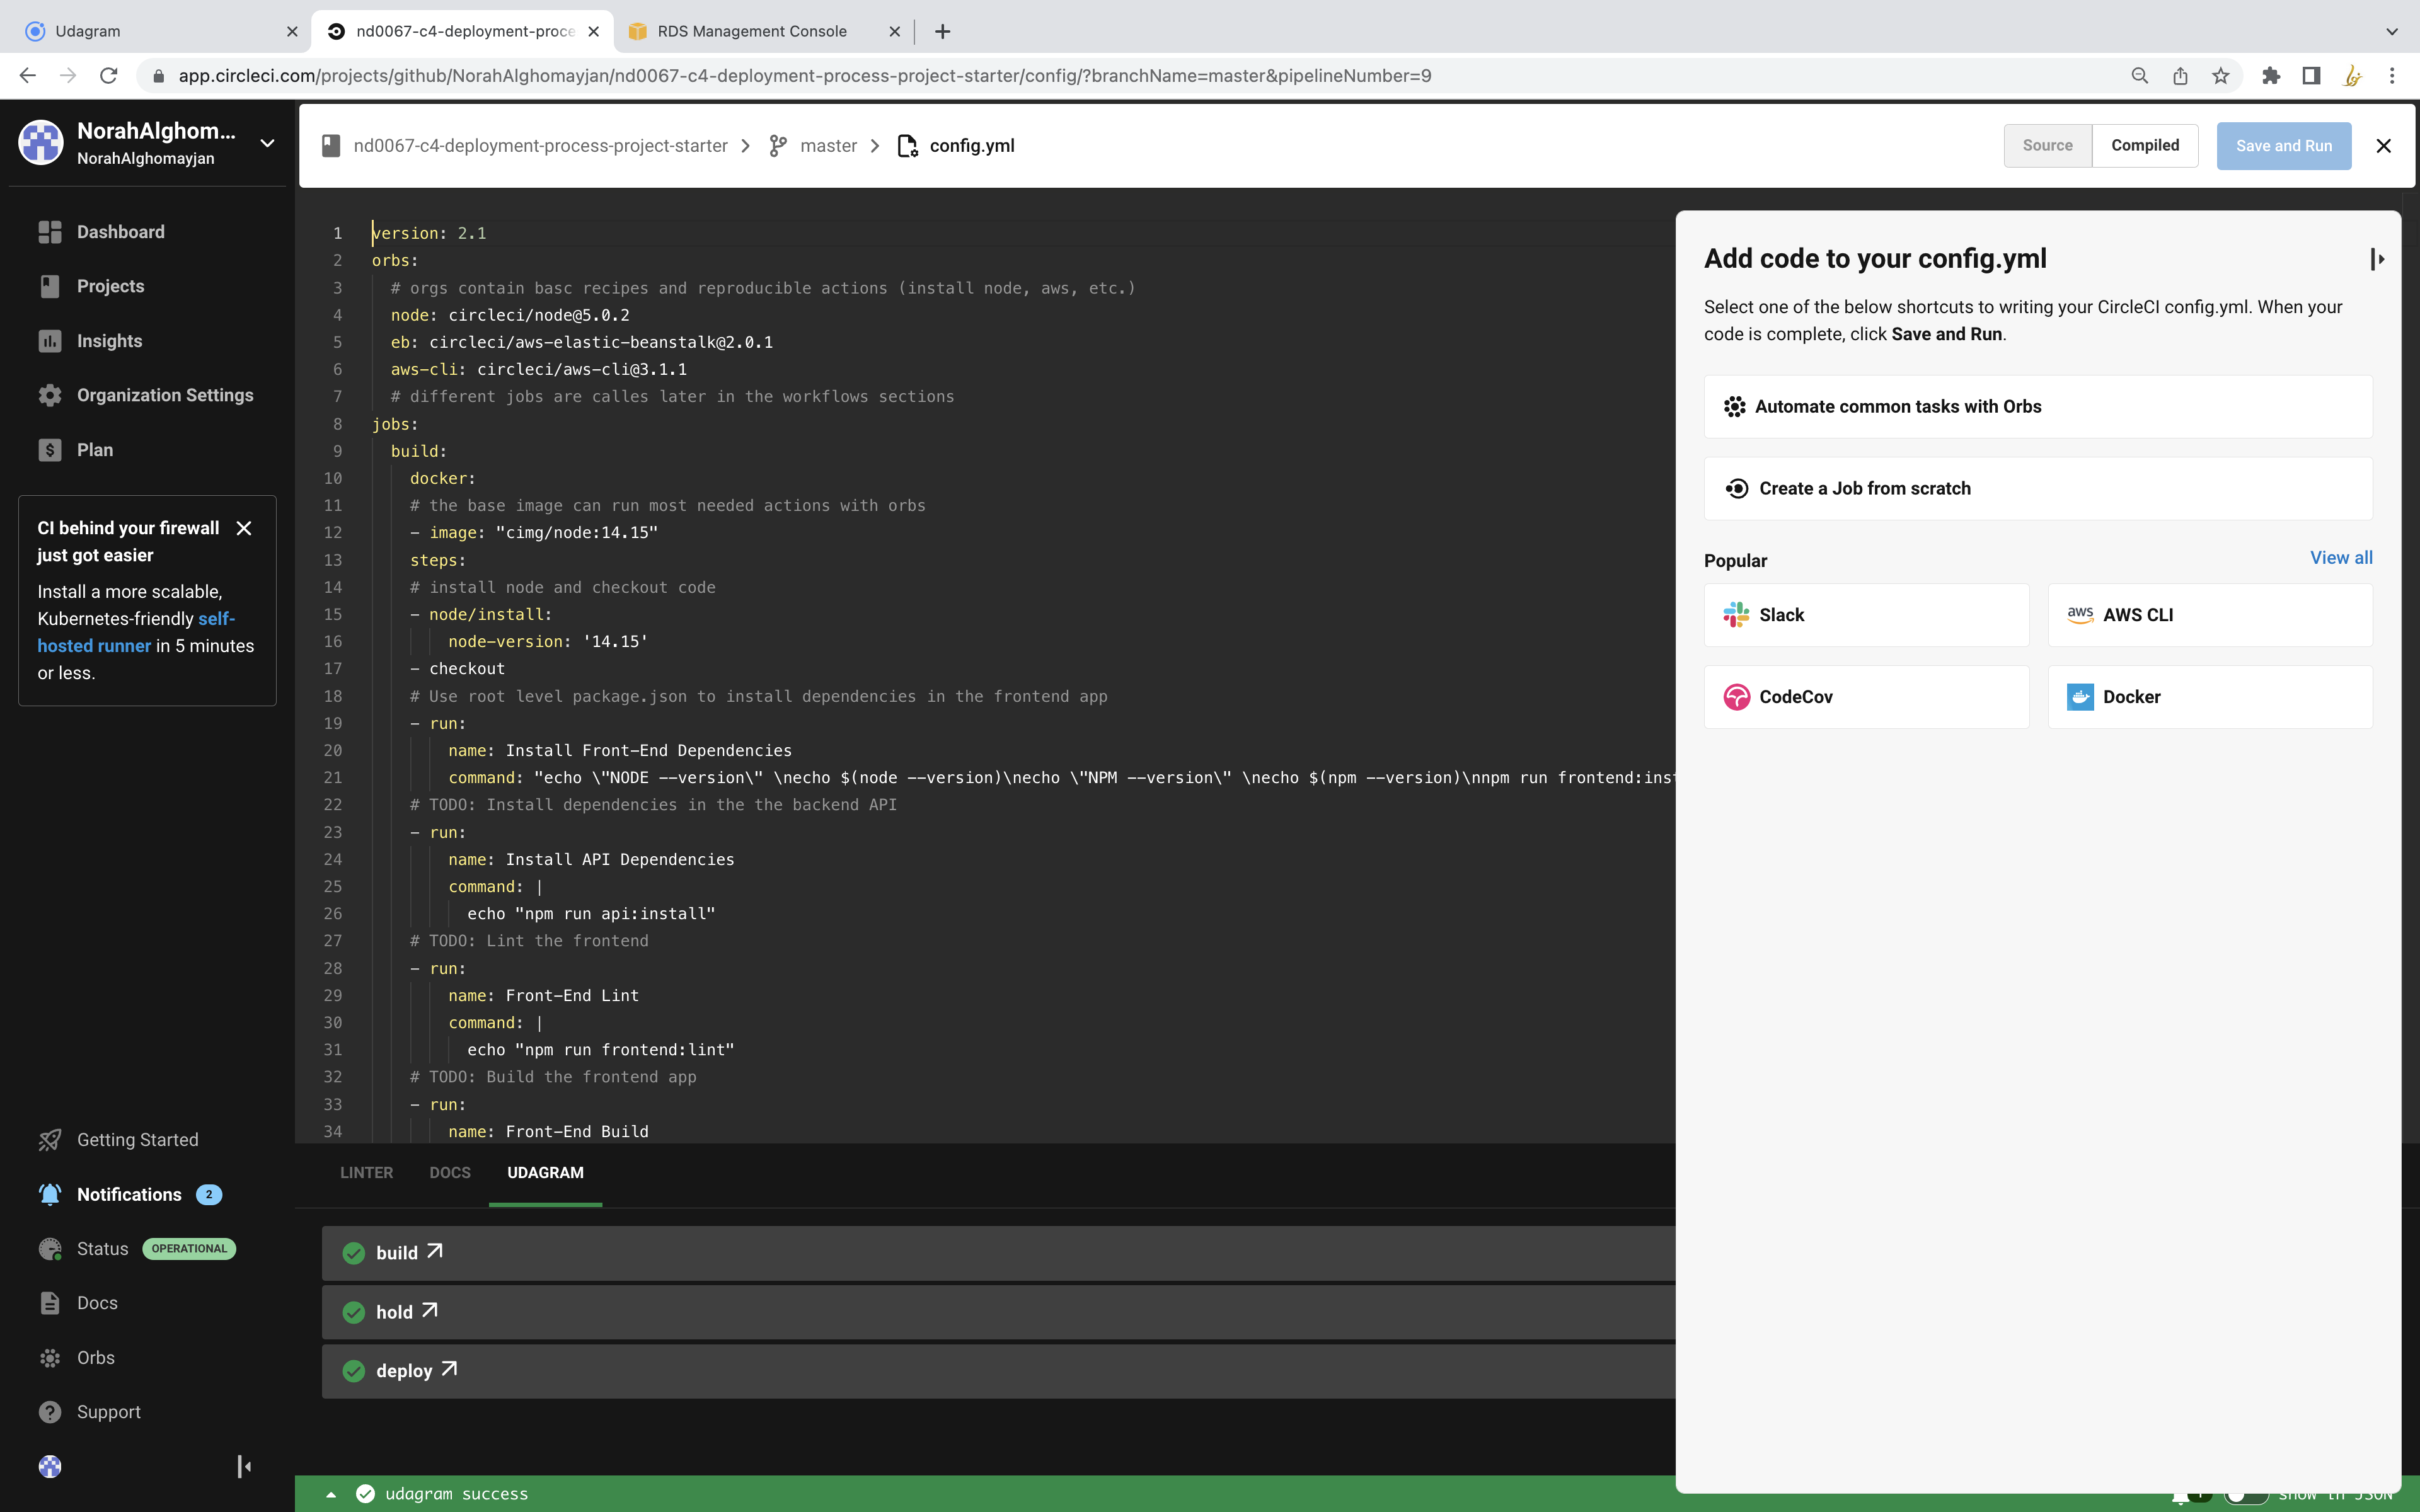 Udagram
nd0067-c4-deployment-proce
RDS Management Console
app.circleci.com/projects/github/NorahAlghomayjan/nd0067-c4-deployment-process-project-starter/config/?branchName=master&pipelineNumber=9
NorahAlghom...
NorahAlghomayjan
Dashboard
Projects
Insights
Organization Settings
Plan
CI behind your firewall
just got easier
Install a more scalable,
Kubernetes-friendly self-
hosted runner in 5 minutes
or less.
Getting Started
Notifications 2
Status OPERATIONAL
Docs
Orbs
Support
nd0067-c4-deployment-process-project-starter > master > config.yml
Source Compiled Save and Run
1 version: 2.1
2 orbs:
3 # orgs contain basc recipes and reproducible actions (install node, aws, etc.)
4 node: circleci/node@5.0.2
5 eb: circleci/aws-elastic-beanstalk@2.0.1
6 aws-cli: circleci/aws-cli@3.1.1
7 # different jobs are calles later in the workflows sections
8 jobs:
9 build:
10 docker:
11 # the base image can run most needed actions with orbs
12 - image: "cimg/node:14.15"
13 steps:
14 # install node and checkout code
15 - node/install:
16 node-version: '14.15'
17 - checkout
18 # Use root level package.json to install dependencies in the frontend app
19 - run:
20 name: Install Front-End Dependencies
21 command: "echo \"NODE --version\" \necho $(node --version)\necho \"NPM --version\" \necho $(npm --version)\nnpm run frontend:inst
22 # TODO: Install dependencies in the the backend API
23 - run:
24 name: Install API Dependencies
25 command: |
26 echo "npm run api:install"
27 # TODO: Lint the frontend
28 - run:
29 name: Front-End Lint
30 command: |
31 echo "npm run frontend:lint"
32 # TODO: Build the frontend app
33 - run:
34 name: Front-End Build
LINTER DOCS UDAGRAM
build
hold
deploy
udagram success
Add code to your config.yml
Select one of the below shortcuts to writing your CircleCI config.yml. When your
code is complete, click Save and Run.
Automate common tasks with Orbs
Create a Job from scratch
Popular View all
Slack AWS CLI
CodeCov Docker
show in JSON